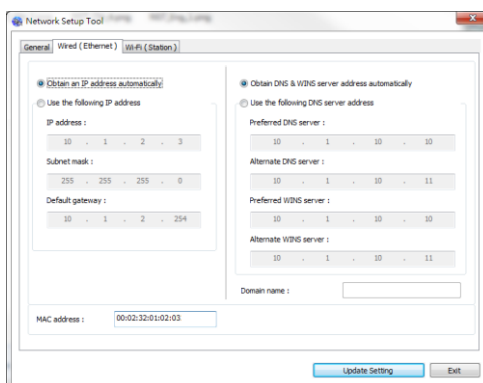 Network Setup Tool
General Wired ( Ethernet ) Wi-Fi ( Station )
Obtain an IP address automatically
Use the following IP address
IP address :
10 . 1 . 2 . 3
Subnet mask :
255 . 255 . 255 . 0
Default gateway :
10 . 1 . 2 . 254
Obtain DNS & WINS server address automatically
Use the following DNS server address
Preferred DNS server :
10 . 1 . 10 . 10
Alternate DNS server :
10 . 1 . 10 . 11
Preferred WINS server :
10 . 1 . 10 . 10
Alternate WINS server :
10 . 1 . 10 . 11
Domain name :
MAC address : 00:02:32:01:02:03
Update Setting Exit